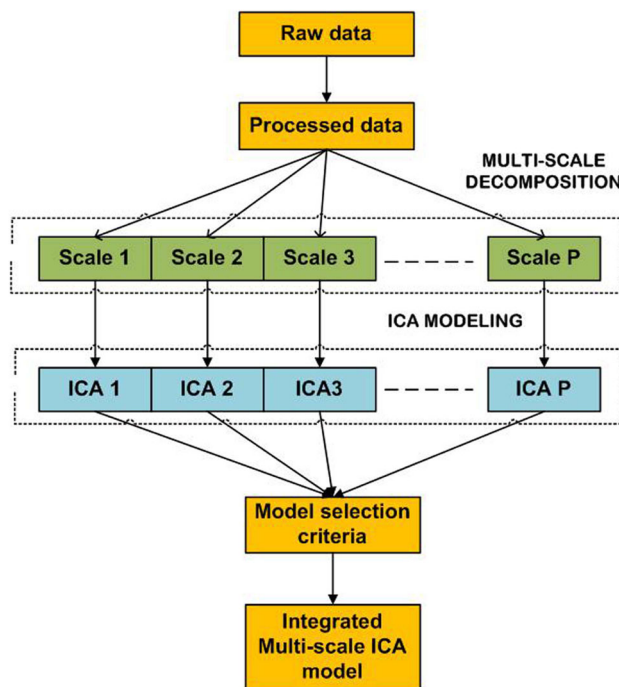 Raw data
Processed data
MULTI-SCALE
DECOMPOSITION
Scale 1 Scale 2 Scale 3 Scale P
ICA MODELING
ICA 1 ICA 2 ICA3 ICA P
Model selection
criteria
Integrated
Multi-scale ICA
model